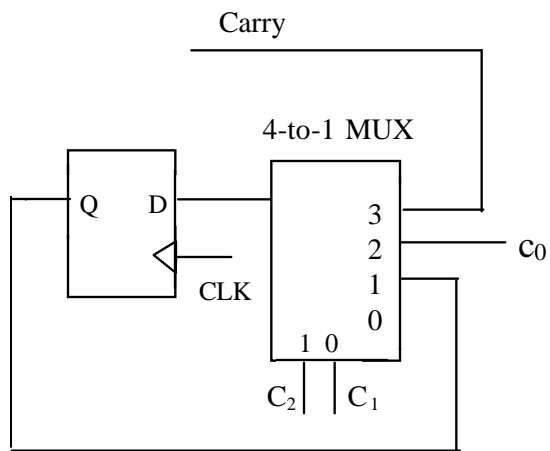 Carry
4-to-1 MUX
Q D
3
2
c₀
1
CLK
0
1 0
C₂ C₁